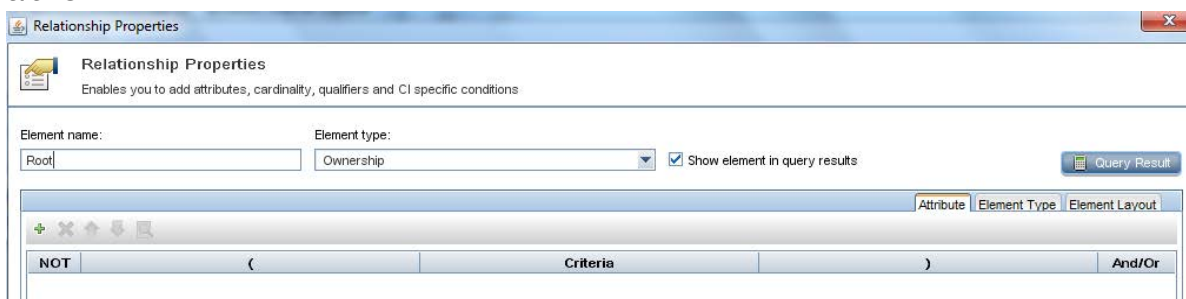 Relationship Properties
X
Relationship Properties
Enables you to add attributes, cardinality, qualifiers and CI specific conditions
Element name:
Element type:
Root
Ownership
Show element in query results
Query Result
Attribute
Element Type
Element Layout
NOT
(
Criteria
)
And/Or